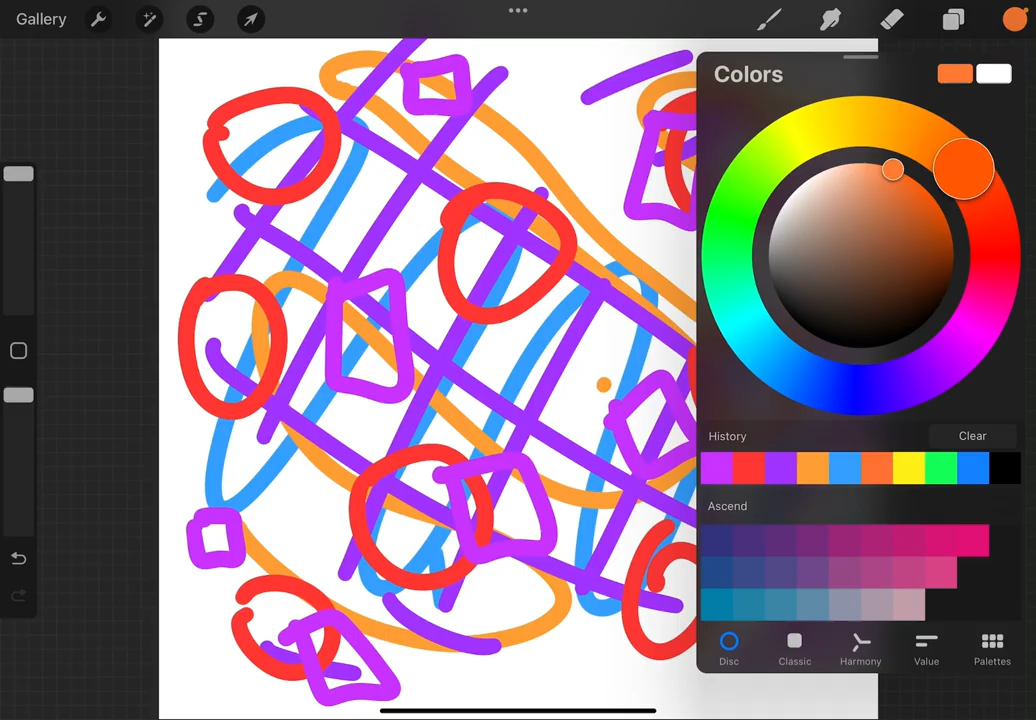 Gallery
Colors
History
Clear
Ascend
Disc
Classic
Harmony
Value
Palettes